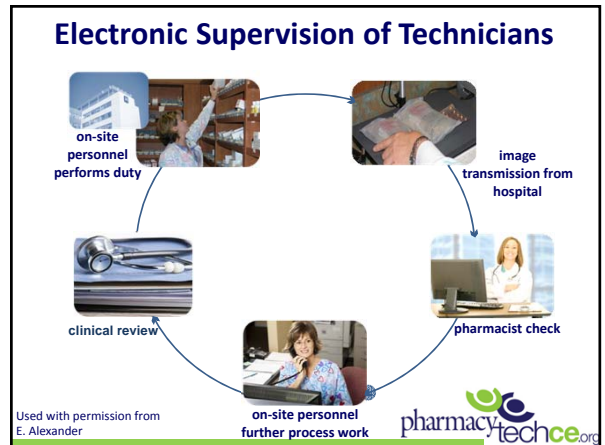 Electronic Supervision of Technicians
on-site
personnel
performs duty
image
transmission from
hospital
pharmacist check
on-site personnel
further process work
clinical review
Used with permission from
E. Alexander
pharmacytechce.org